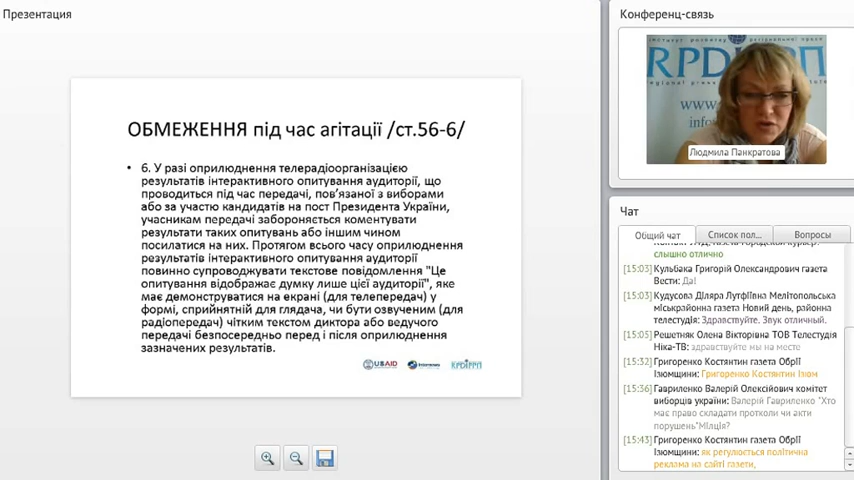 Презентация
ОБМЕЖЕННЯ під час агітації /ст.56-6/
• 6. У разі оприлюднення телерадіоорганізацією
результатів інтерактивного опитування аудиторії, що
проводиться під час передачі, пов'язаної з виборами
або за участю кандидатів на пост Президента України,
учасникам передачі забороняється коментувати
результати таких опитувань або іншим чином
посилатися на них. Протягом всього часу оприлюднення
результатів інтерактивного опитування аудиторії
повинно супроводжувати текстове повідомлення "Це
опитування відображає думку лише цієї аудиторії", яке
має демонструватися на екрані (для телепередач) у
формі, сприйнятній для глядача, чи бути озвученим (для
радіопередач) чітким текстом диктора або ведучого
передачі безпосередньо перед і після оприлюднення
зазначених результатів.
USAID
Конференц-связь
www.
Людмила Панкратова
Чат
Общий чат
Список пол...
Вопросы
слышно отлично
[15:03] Кульбака Григорій Олександрович газета
Вести: Да!
[15:03] Кудусова Діляра Лутфіївна Мелітопольська
міськрайонна газета Новий день, районна
телестудія: Здравствуйте. Звук отличный.
[15:05] Решетняк Олена Вікторівна ТОВ Телестудія
Ніка-ТВ: здравствуйте мы на месте
[15:32] Григоренко Костянтин газета Обрії
Ізюмщини: Григоренко Костянтин Ізюм
[15:36] Гавриленко Валерій Олексійович комітет
виборців україни: Валерій Гавриленко "Хто
має право складати протколи чи акти
порушень"Міліція?
[15:43] Григоренко Костянтин газета Обрії
Ізюмщини: як регулюється політична
реклама на сайті газети,